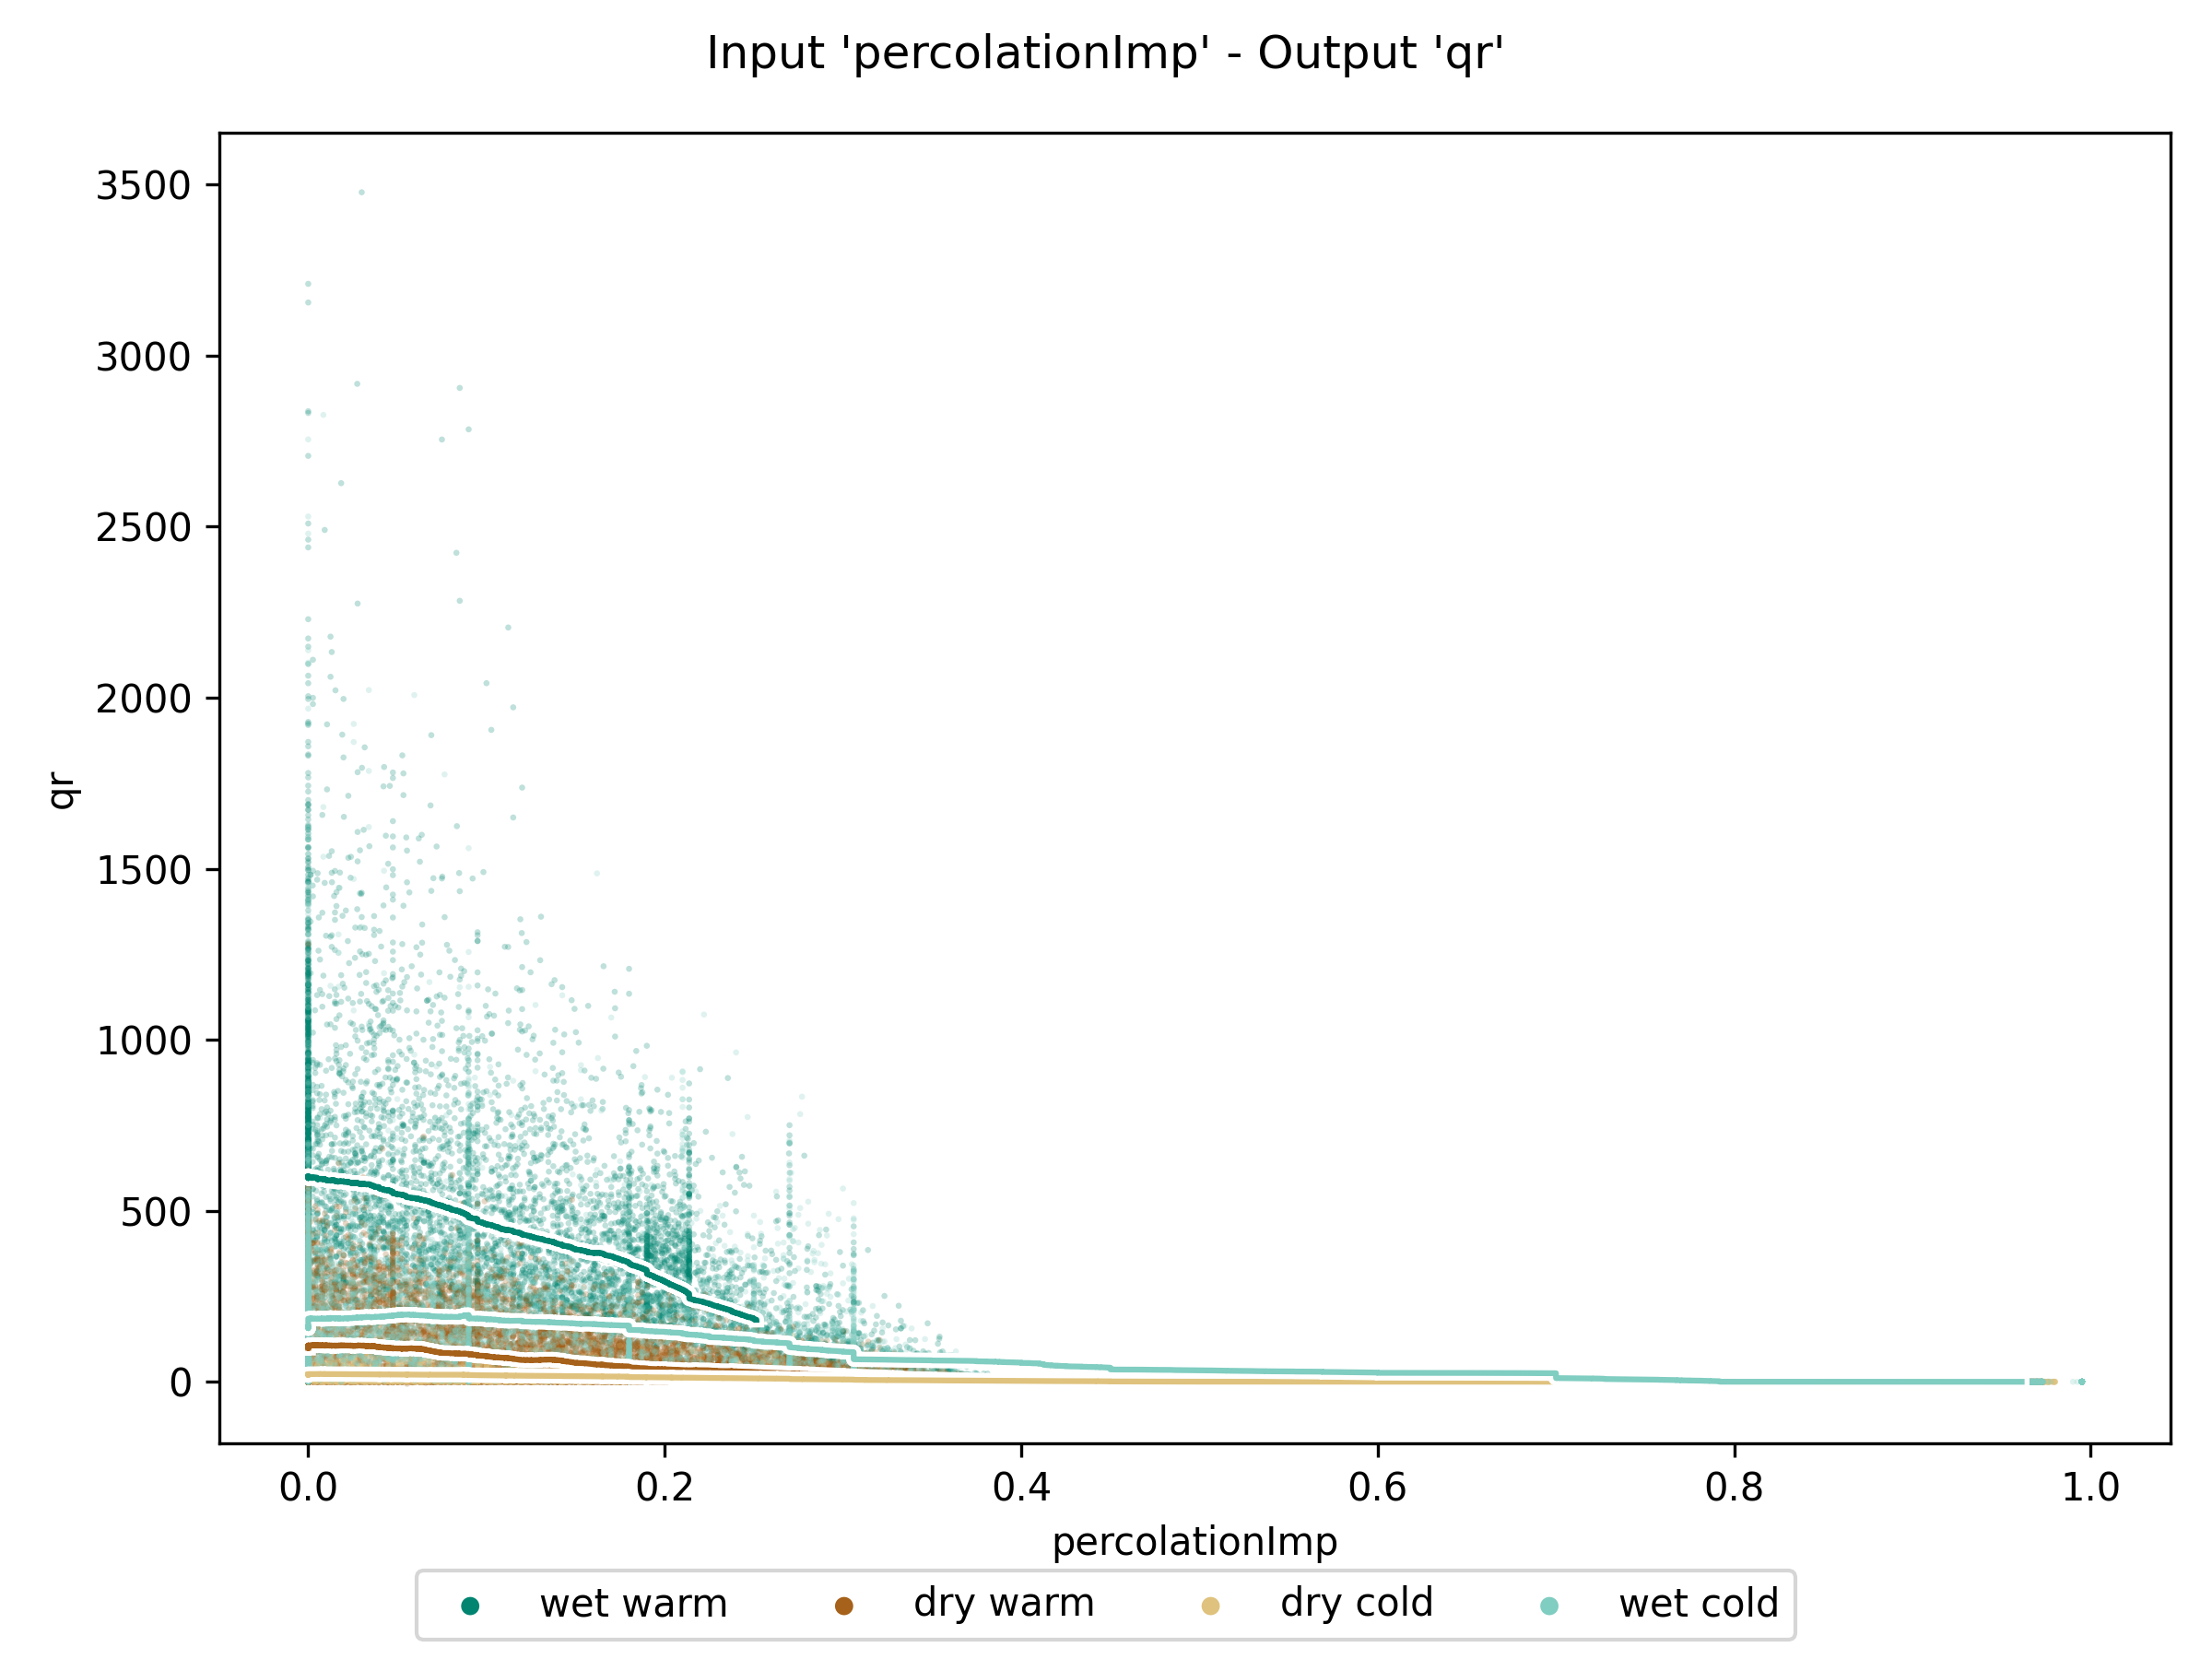 Input 'percolationImp' - Output 'qr'
3500
3000
2500
2000
1500
1000
500
0
qr
0.0 0.2 0.4 0.6 0.8 1.0
percolationImp
wet warm dry warm dry cold wet cold